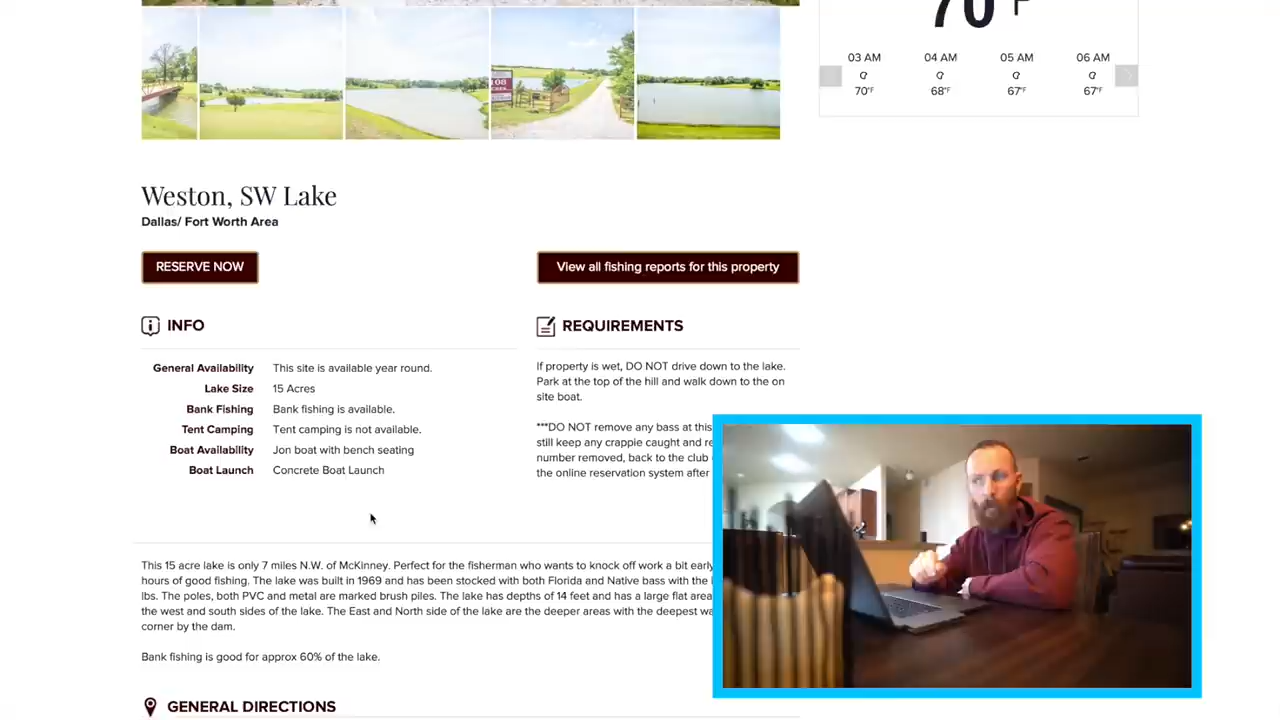 70°F
03 AM 04 AM 05 AM 06 AM
70°F 68°F 67°F 67°F
108
Weston, SW Lake
Dallas/ Fort Worth Area
RESERVE NOW
View all fishing reports for this property
INFO
General Availability This site is available year round.
Lake Size 15 Acres
Bank Fishing Bank fishing is available.
Tent Camping Tent camping is not available.
Boat Availability Jon boat with bench seating
Boat Launch Concrete Boat Launch
REQUIREMENTS
If property is wet, DO NOT drive down to the lake.
Park at the top of the hill and walk down to the on
site boat.
***DO NOT remove any bass at this
still keep any crappie caught and re
number removed, back to the club
the online reservation system after
This 15 acre lake is only 7 miles N.W. of McKinney. Perfect for the fisherman who wants to knock off work a bit early
hours of good fishing. The lake was built in 1969 and has been stocked with both Florida and Native bass with the
lbs. The poles, both PVC and metal are marked brush piles. The lake has depths of 14 feet and has a large flat area
the west and south sides of the lake. The East and North side of the lake are the deeper areas with the deepest wa
corner by the dam.
Bank fishing is good for approx 60% of the lake.
GENERAL DIRECTIONS